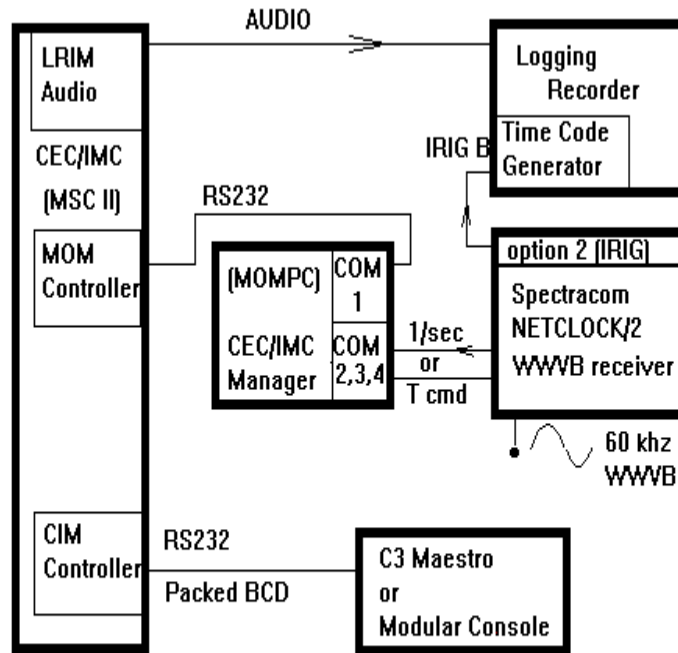 AUDIO
LRIM
Audio
CEC/IMC
(MSC II)
MOM
Controller
CIM
Controller
Logging
Recorder
Time Code
Generator
IRIG B
RS232
(MOMPC)
CEC/IMC
Manager
COM
1
COM
2,3,4
1/sec
or
T cmd
option 2 (IRIG)
Spectracom
NETCLOCK/2
WWVB receiver
60 khz
WWVB
RS232
Packed BCD
C3 Maestro
or
Modular Console